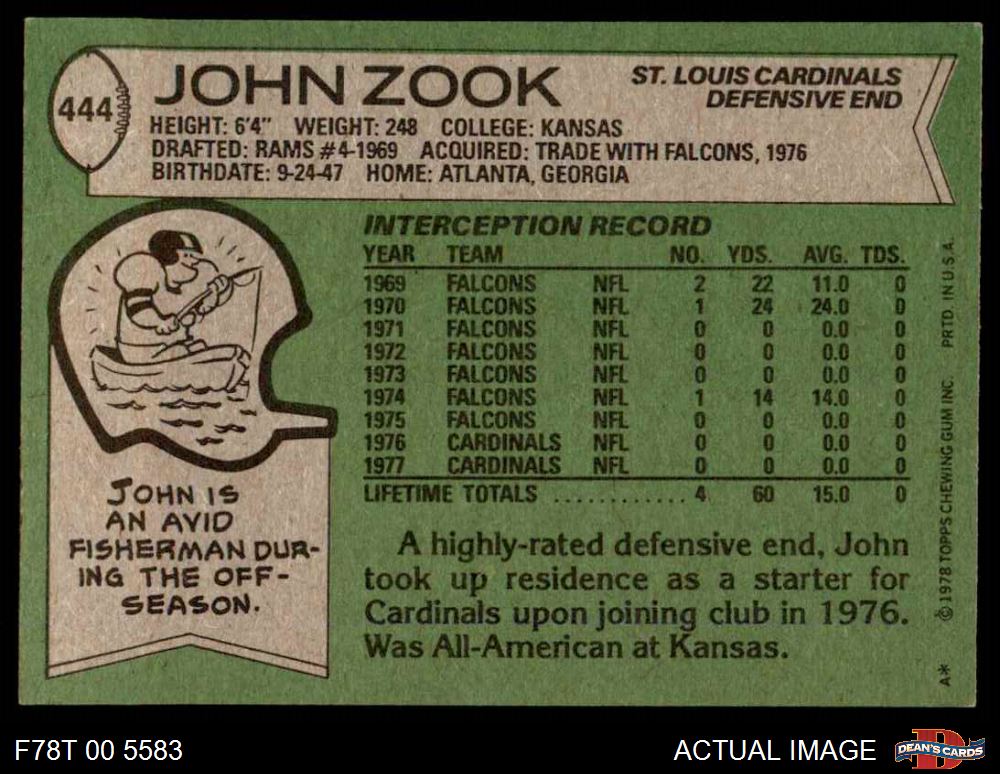 444
JOHN ZOOK
ST. LOUIS CARDINALS
DEFENSIVE END
HEIGHT: 6'4" WEIGHT: 248 COLLEGE: KANSAS
DRAFTED: RAMS #4-1969 ACQUIRED: TRADE WITH FALCONS, 1976
BIRTHDATE: 9-24-47 HOME: ATLANTA, GEORGIA
INTERCEPTION RECORD
YEAR TEAM NO. YDS. AVG. TDS.
1969 FALCONS NFL 2 22 11.0 0
1970 FALCONS NFL 1 24 24.0 0
1971 FALCONS NFL 0 0 0.0 0
1972 FALCONS NFL 0 0 0.0 0
1973 FALCONS NFL 0 0 0.0 0
1974 FALCONS NFL 1 14 14.0 0
1975 FALCONS NFL 0 0 0.0 0
1976 CARDINALS NFL 0 0 0.0 0
1977 CARDINALS NFL 0 0 0.0 0
LIFETIME TOTALS ............ 4 60 15.0 0
JOHN IS
AN AVID
FISHERMAN DUR-
ING THE OFF-
SEASON.
A highly-rated defensive end, John
took up residence as a starter for
Cardinals upon joining club in 1976.
Was All-American at Kansas.
A* © 1978 TOPPS CHEWING GUM INC. PRTD. IN U.S.A.
F78T 00 5583
ACTUAL IMAGE
D
DEAN'S CARDS